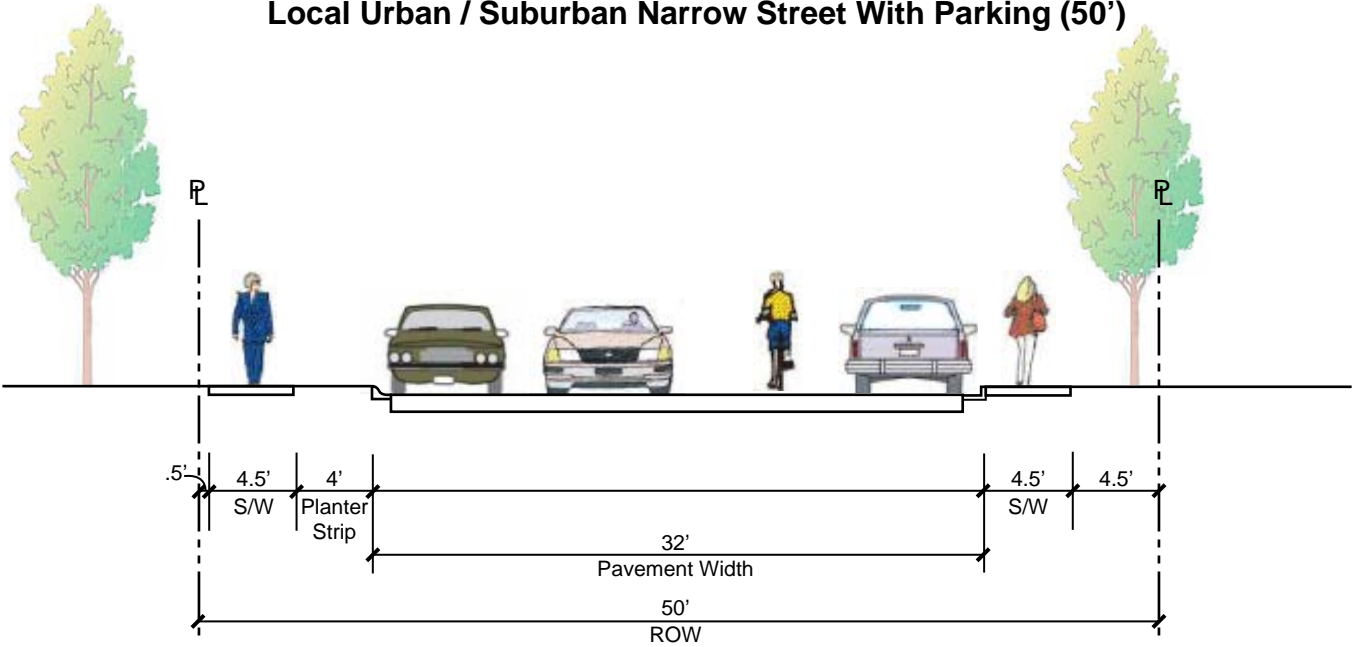 Local Urban / Suburban Narrow Street With Parking (50’)
PL
PL
.5’
4.5’
4’
4.5’
4.5’
S/W
Planter
Strip
S/W
32’
Pavement Width
50’
ROW